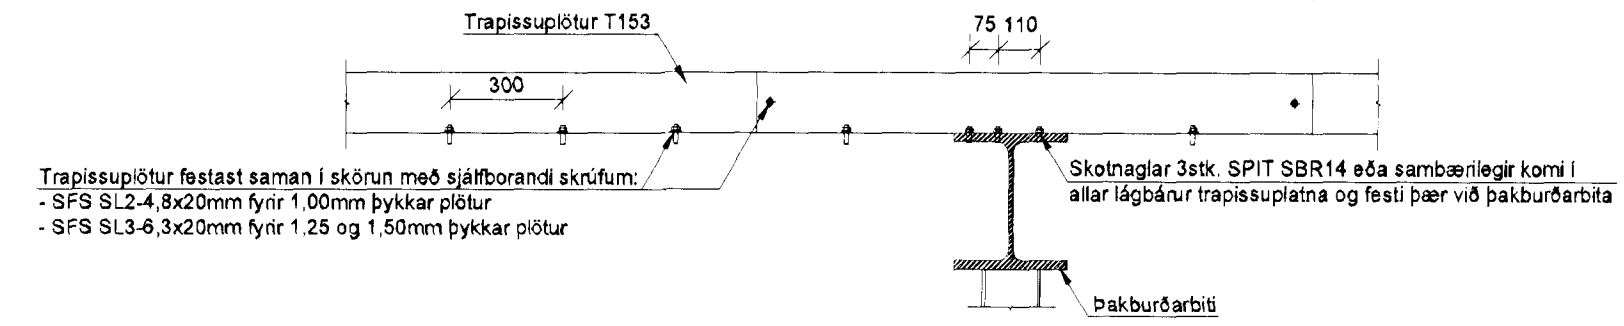 Trapissuplötur T153
75 110
300
Trapissuplötur festast saman í skörun með sjálfborandi skrúfum:
- SFS SL2-4,8x20mm fyrir 1,00mm þykkar plötur
- SFS SL3-6,3x20mm fyrir 1,25 og 1,50mm þykkar plötur
Skotnaglar 3stk. SPIT SBR14 eða sambærilegir komi í
allar lágbárur trapissuplatna og festi þær við þakburðarbita
Þakburðarbiti